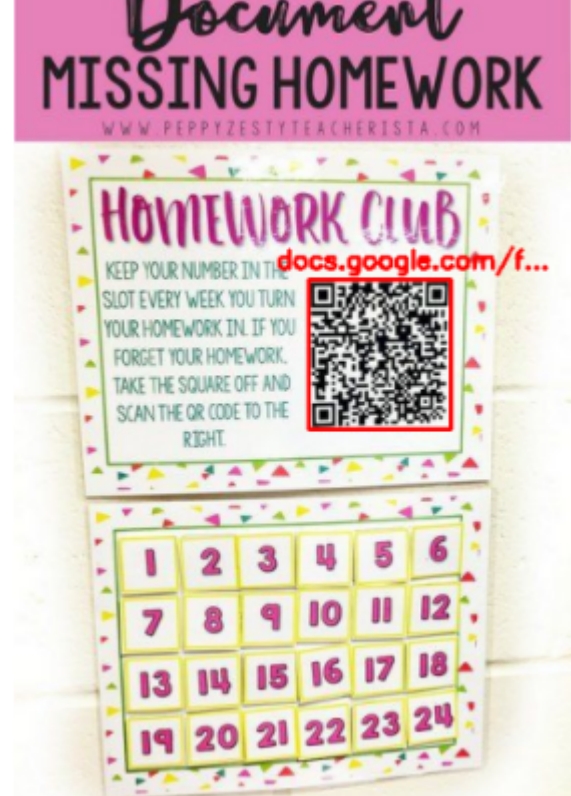 Document
MISSING HOMEWORK
WWW.PEPPYZESTYTEACHERISTA.COM
HOMEWORK CLUB
docs.google.com/f...
KEEP YOUR NUMBER IN THE
SLOT EVERY WEEK YOU TURN
YOUR HOMEWORK IN. IF YOU
FORGET YOUR HOMEWORK,
TAKE THE SQUARE OFF AND
SCAN THE QR CODE TO THE
RIGHT.
1 2 3 4 5 6
7 8 9 10 11 12
13 14 15 16 17 18
19 20 21 22 23 24